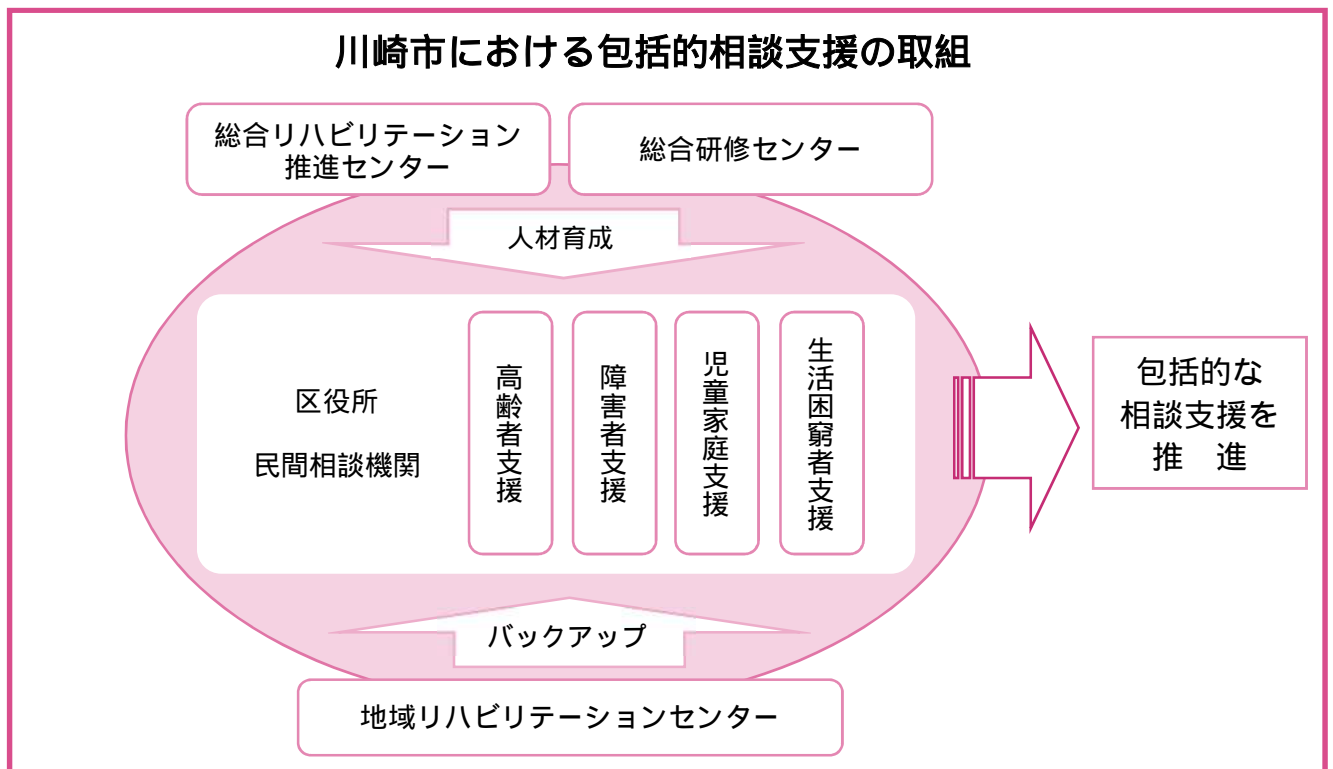 川崎市における包括的相談支援の取組
総合リハビリテーション
推進センター
総合研修センター
人材育成
区役所
民間相談機関
高齢者支援
障害者支援
児童家庭支援
生活困窮者支援
包括的な
相談支援を
推　進
バックアップ
地域リハビリテーションセンター